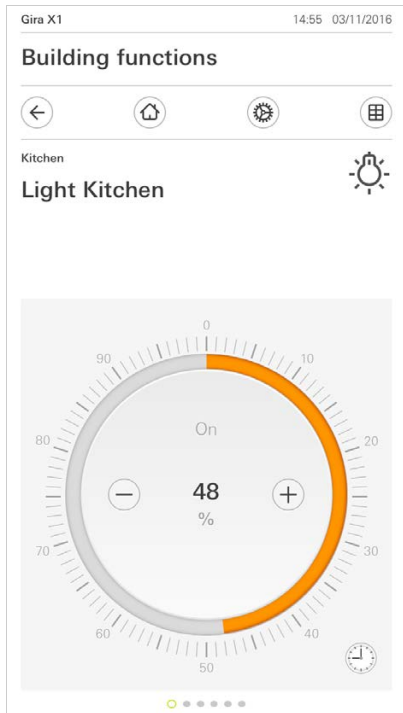 Gira X1 14:55 03/11/2016
Building functions
Kitchen
Light Kitchen
0
90 10
On
80 20
48
%
70 30
60 40
50